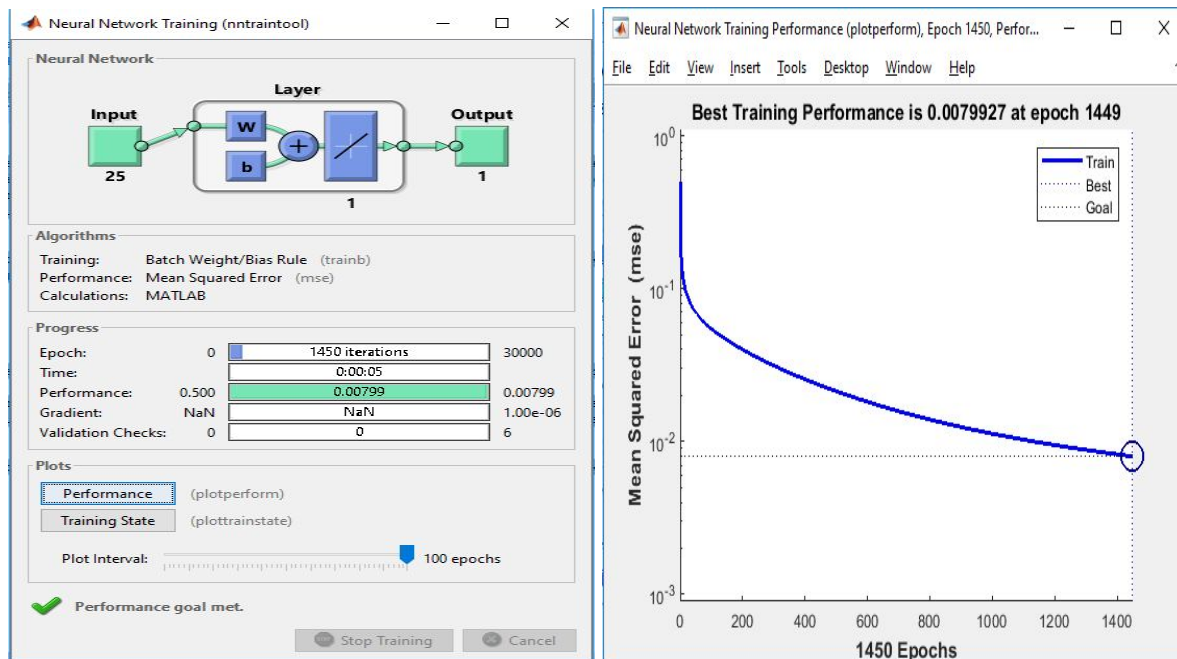 Neural Network Training (nntraintool)
Neural Network
Layer
Input
Output
W
+
b
25
1
1
Algorithms
Training: Batch Weight/Bias Rule (trainb)
Performance: Mean Squared Error (mse)
Calculations: MATLAB
Progress
Epoch: 0 1450 iterations 30000
Time: 0:00:05
Performance: 0.500 0.00799 0.00799
Gradient: NaN NaN 1.00e-06
Validation Checks: 0 0 6
Plots
Performance (plotperform)
Training State (plottrainstate)
Plot Interval: 100 epochs
Performance goal met.
Stop Training Cancel
Neural Network Training Performance (plotperform), Epoch 1450, Perfor...
File Edit View Insert Tools Desktop Window Help
Best Training Performance is 0.0079927 at epoch 1449
Train
Best
Goal
Mean Squared Error (mse)
10^0
10^-1
10^-2
10^-3
0 200 400 600 800 1000 1200 1400
1450 Epochs